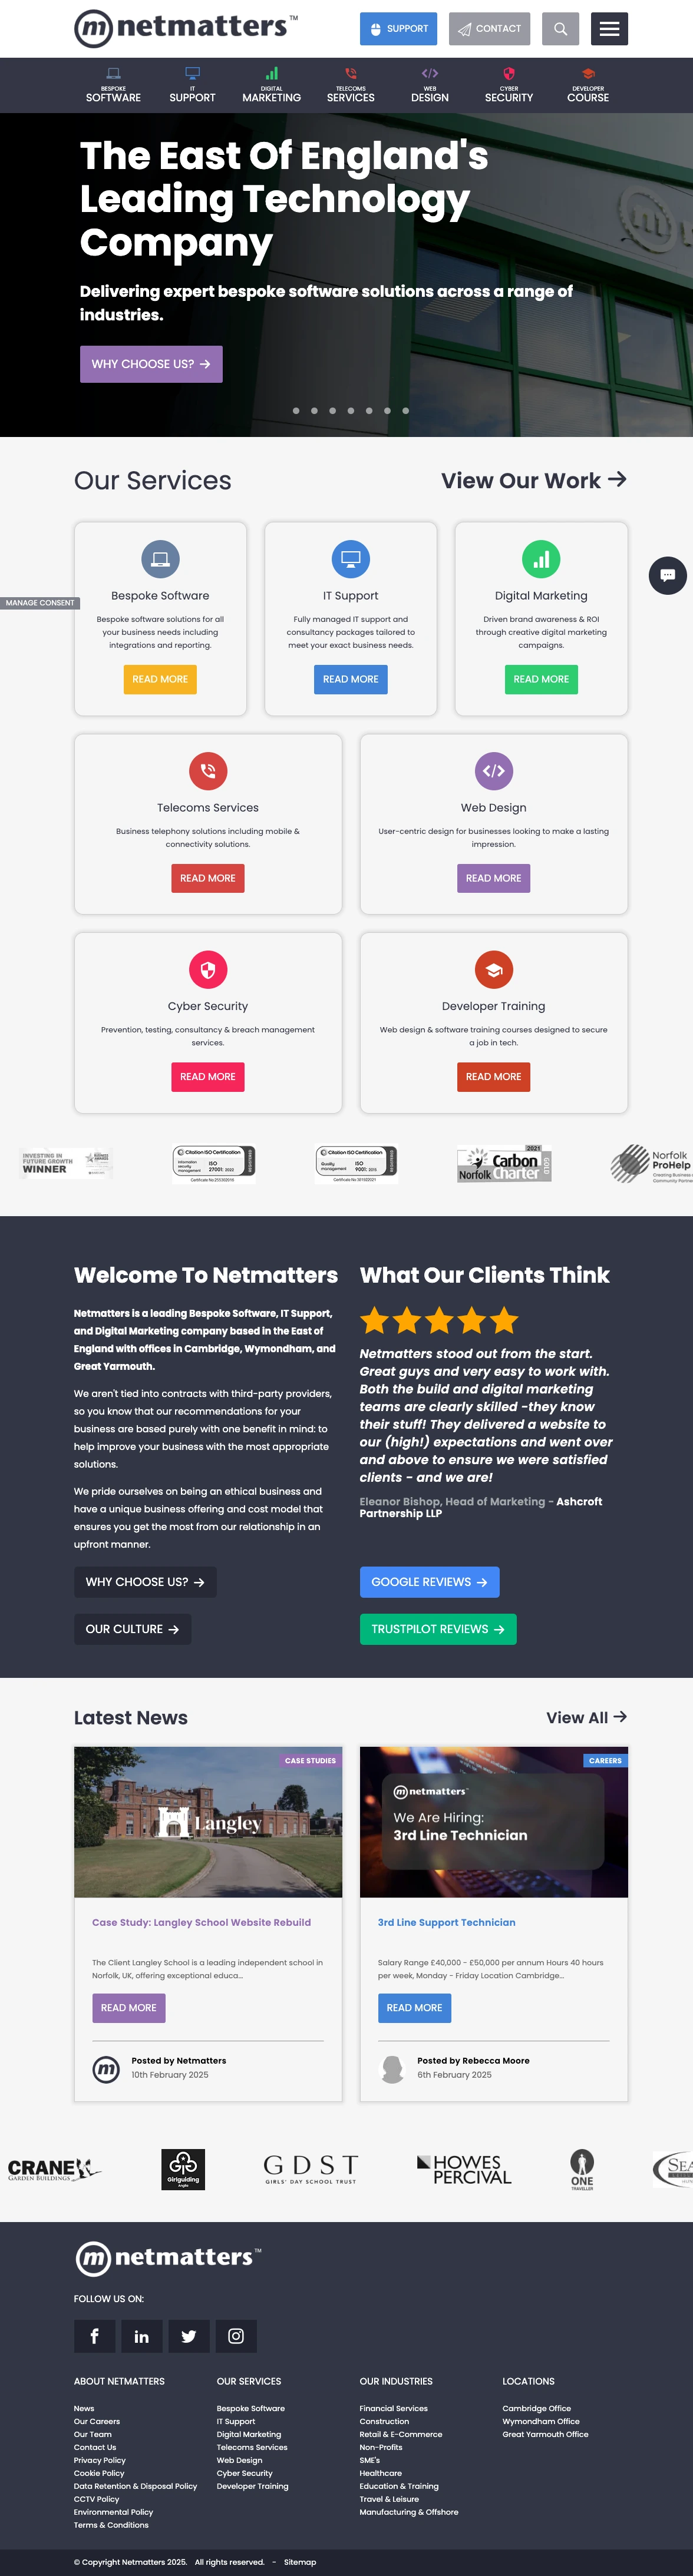 netmatters™
SUPPORT
CONTACT
BESPOKE
SOFTWARE
IT
SUPPORT
DIGITAL
MARKETING
TELECOMS
SERVICES
WEB
DESIGN
CYBER
SECURITY
DEVELOPER
COURSE
The East Of England's
Leading Technology
Company
Delivering expert bespoke software solutions across a range of
industries.
WHY CHOOSE US? →
Our Services
View Our Work →
Bespoke Software
Bespoke software solutions for all
your business needs including
integrations and reporting.
READ MORE
IT Support
Fully managed IT support and
consultancy packages tailored to
meet your exact business needs.
READ MORE
Digital Marketing
Driven brand awareness & ROI
through creative digital marketing
campaigns.
READ MORE
MANAGE CONSENT
Telecoms Services
Business telephony solutions including mobile &
connectivity solutions.
READ MORE
Web Design
User-centric design for businesses looking to make a lasting
impression.
READ MORE
Cyber Security
Prevention, testing, consultancy & breach management
services.
READ MORE
Developer Training
Web design & software training courses designed to secure
a job in tech.
READ MORE
INVESTING IN
FUTURE GROWTH
WINNER
Citation ISO Certification
Information
security
management
ISO
27001: 2022
Citation ISO Certification
Quality
management
ISO
9001: 2015
2021
Carbon
Norfolk Charter
GOLD
Norfolk
ProHelp
Welcome To Netmatters
Netmatters is a leading Bespoke Software, IT Support,
and Digital Marketing company based in the East of
England with offices in Cambridge, Wymondham, and
Great Yarmouth.
We aren't tied into contracts with third-party providers,
so you know that our recommendations for your
business are based purely with one benefit in mind: to
help improve your business with the most appropriate
solutions.
We pride ourselves on being an ethical business and
have a unique business offering and cost model that
ensures you get the most from our relationship in an
upfront manner.
WHY CHOOSE US? →
OUR CULTURE →
What Our Clients Think
Netmatters stood out from the start.
Great guys and very easy to work with.
Both the build and digital marketing
teams are clearly skilled -they know
their stuff! They delivered a website to
our (high!) expectations and went over
and above to ensure we were satisfied
clients - and we are!
Eleanor Bishop, Head of Marketing - Ashcroft
Partnership LLP
GOOGLE REVIEWS →
TRUSTPILOT REVIEWS →
Latest News
View All →
CASE STUDIES
Langley
Case Study: Langley School Website Rebuild
The Client Langley School is a leading independent school in
Norfolk, UK, offering exceptional educa...
READ MORE
Posted by Netmatters
10th February 2025
CAREERS
netmatters
We Are Hiring:
3rd Line Technician
3rd Line Support Technician
Salary Range £40,000 - £50,000 per annum Hours 40 hours
per week, Monday - Friday Location Cambridge...
READ MORE
Posted by Rebecca Moore
6th February 2025
CRANE
GARDEN BUILDINGS
Girlguiding
Anglia
GDST
GIRLS' DAY SCHOOL TRUST
HOWES
PERCIVAL
ONE
TRAVELLER
SEA
netmatters™
FOLLOW US ON:
ABOUT NETMATTERS
News
Our Careers
Our Team
Contact Us
Privacy Policy
Cookie Policy
Data Retention & Disposal Policy
CCTV Policy
Environmental Policy
Terms & Conditions
OUR SERVICES
Bespoke Software
IT Support
Digital Marketing
Telecoms Services
Web Design
Cyber Security
Developer Training
OUR INDUSTRIES
Financial Services
Construction
Retail & E-Commerce
Non-Profits
SME's
Healthcare
Education & Training
Travel & Leisure
Manufacturing & Offshore
LOCATIONS
Cambridge Office
Wymondham Office
Great Yarmouth Office
© Copyright Netmatters 2025. All rights reserved. - Sitemap